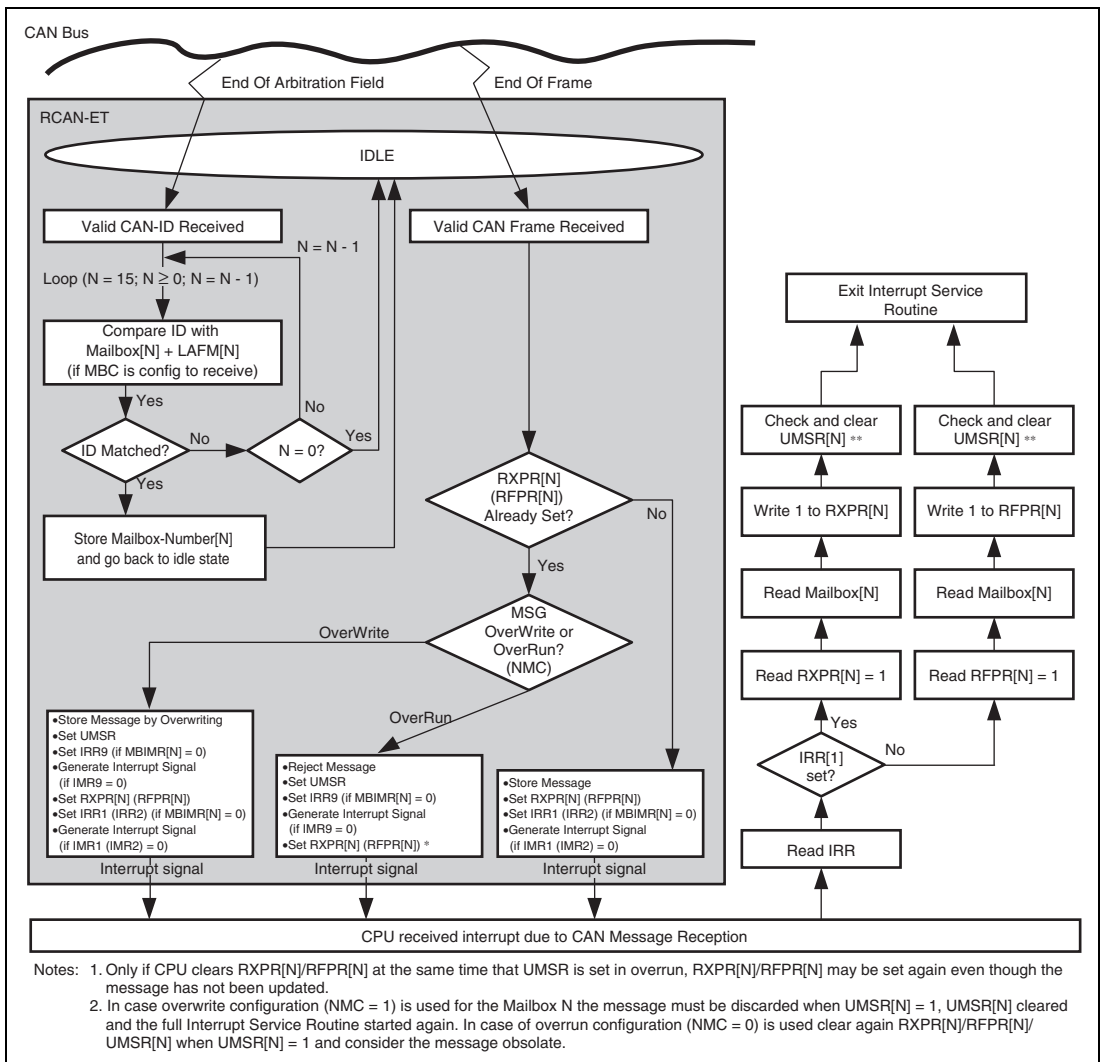 CAN Bus
End Of Arbitration Field
End Of Frame
RCAN-ET
IDLE
Valid CAN-ID Received
Valid CAN Frame Received
N = N - 1
Loop (N = 15; N ≥ 0; N = N - 1)
Compare ID with
Mailbox[N] + LAFM[N]
(if MBC is config to receive)
Yes
ID Matched?
No
N = 0?
No
Yes
Yes
Store Mailbox-Number[N]
and go back to idle state
RXPR[N]
(RFPR[N])
Already Set?
No
Yes
MSG
OverWrite or
OverRun?
(NMC)
OverWrite
OverRun
•Store Message by Overwriting
•Set UMSR
•Set IRR9 (if MBIMR[N] = 0)
•Generate Interrupt Signal
(if IMR9 = 0)
•Set RXPR[N] (RFPR[N])
•Set IRR1 (IRR2) (if MBIMR[N] = 0)
•Generate Interrupt Signal
(if IMR1 (IMR2) = 0)
•Reject Message
•Set UMSR
•Set IRR9 (if MBIMR[N] = 0)
•Generate Interrupt Signal
(if IMR9 = 0)
•Set RXPR[N] (RFPR[N]) *
•Store Message
•Set RXPR[N] (RFPR[N])
•Set IRR1 (IRR2) (if MBIMR[N] = 0)
•Generate Interrupt Signal
(if IMR1 (IMR2) = 0)
Interrupt signal
Interrupt signal
Interrupt signal
Exit Interrupt Service
Routine
Check and clear
UMSR[N] **
Check and clear
UMSR[N] **
Write 1 to RXPR[N]
Write 1 to RFPR[N]
Read Mailbox[N]
Read Mailbox[N]
Read RXPR[N] = 1
Read RFPR[N] = 1
Yes
IRR[1]
set?
No
Read IRR
CPU received interrupt due to CAN Message Reception
Notes: 1. Only if CPU clears RXPR[N]/RFPR[N] at the same time that UMSR is set in overrun, RXPR[N]/RFPR[N] may be set again even though the
message has not been updated.
2. In case overwrite configuration (NMC = 1) is used for the Mailbox N the message must be discarded when UMSR[N] = 1, UMSR[N] cleared
and the full Interrupt Service Routine started again. In case of overrun configuration (NMC = 0) is used clear again RXPR[N]/RFPR[N]/
UMSR[N] when UMSR[N] = 1 and consider the message obsolate.